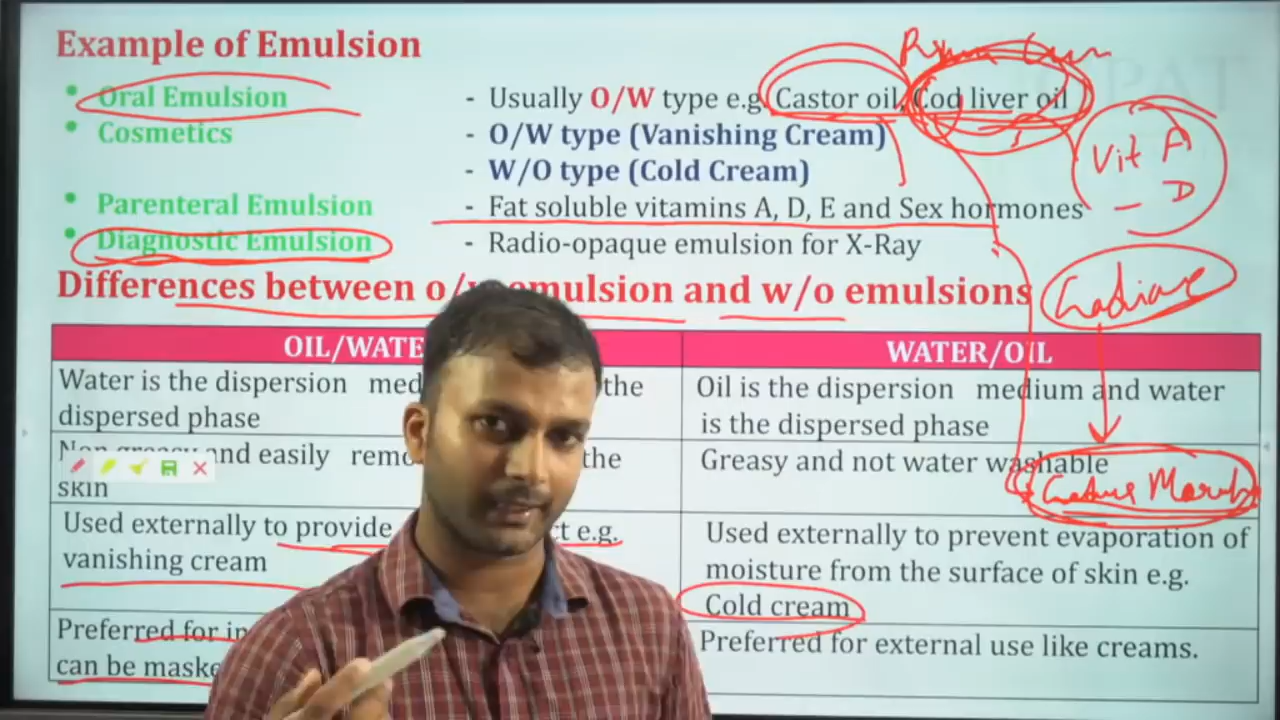 Example of Emulsion
• Oral Emulsion - Usually O/W type e.g. Castor oil, Cod liver oil
• Cosmetics - O/W type (Vanishing Cream)
- W/O type (Cold Cream)
• Parenteral Emulsion - Fat soluble vitamins A, D, E and Sex hormones
• Diagnostic Emulsion - Radio-opaque emulsion for X-Ray
Vit A
D
Differences between o/ emulsion and w/o emulsions
OIL/WATE
WATER/OIL
Water is the dispersion med the
dispersed phase
Oil is the dispersion medium and water
is the dispersed phase
Non greasy and easily remo the
skin
Greasy and not water washable
Used externally to provide ct e.g.
vanishing cream
Used externally to prevent evaporation of
moisture from the surface of skin e.g.
Cold cream
Preferred for in
can be maske
Preferred for external use like creams.